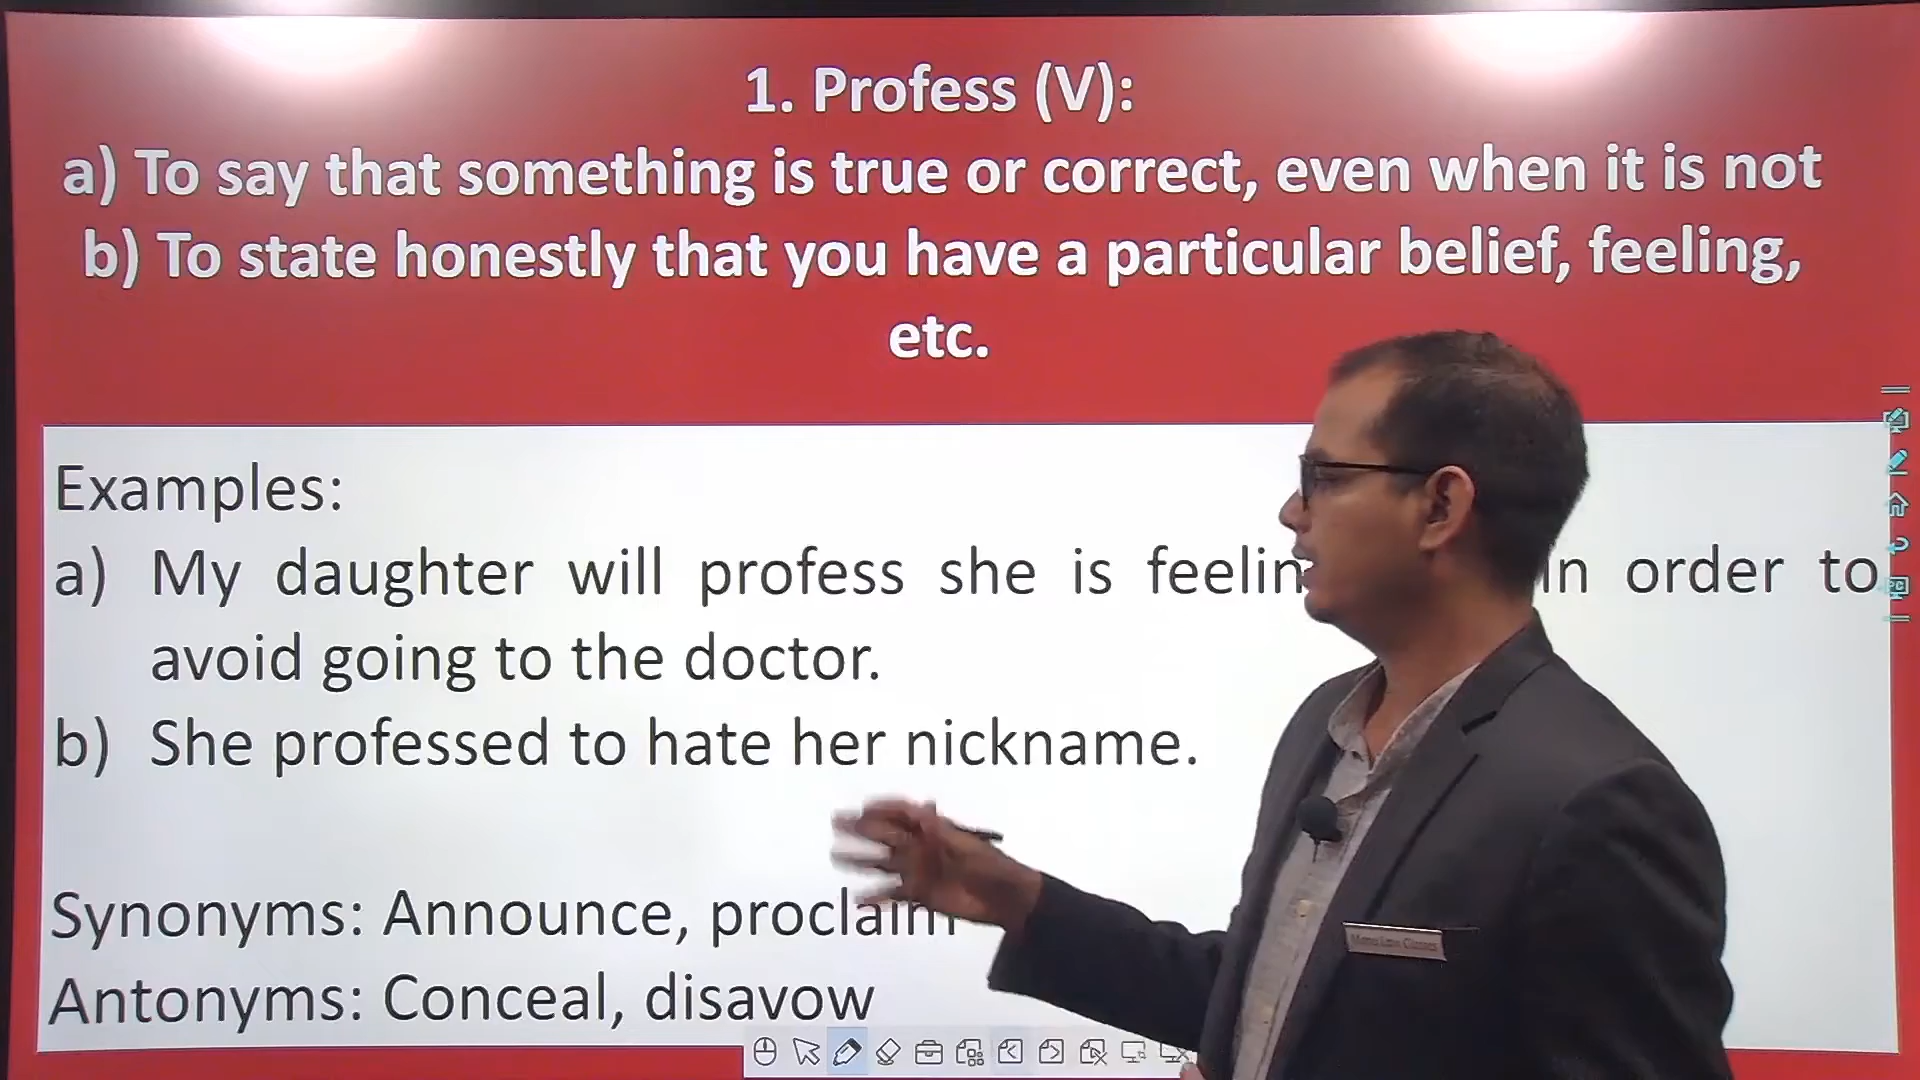 1. Profess (V):
a) To say that something is true or correct, even when it is not
b) To state honestly that you have a particular belief, feeling,
etc.
Examples:
a) My daughter will profess she is in order to
avoid going to the doctor.
b) She professed to hate her nickname.
Synonyms: Announce, proclaim
Antonyms: Conceal, disavow